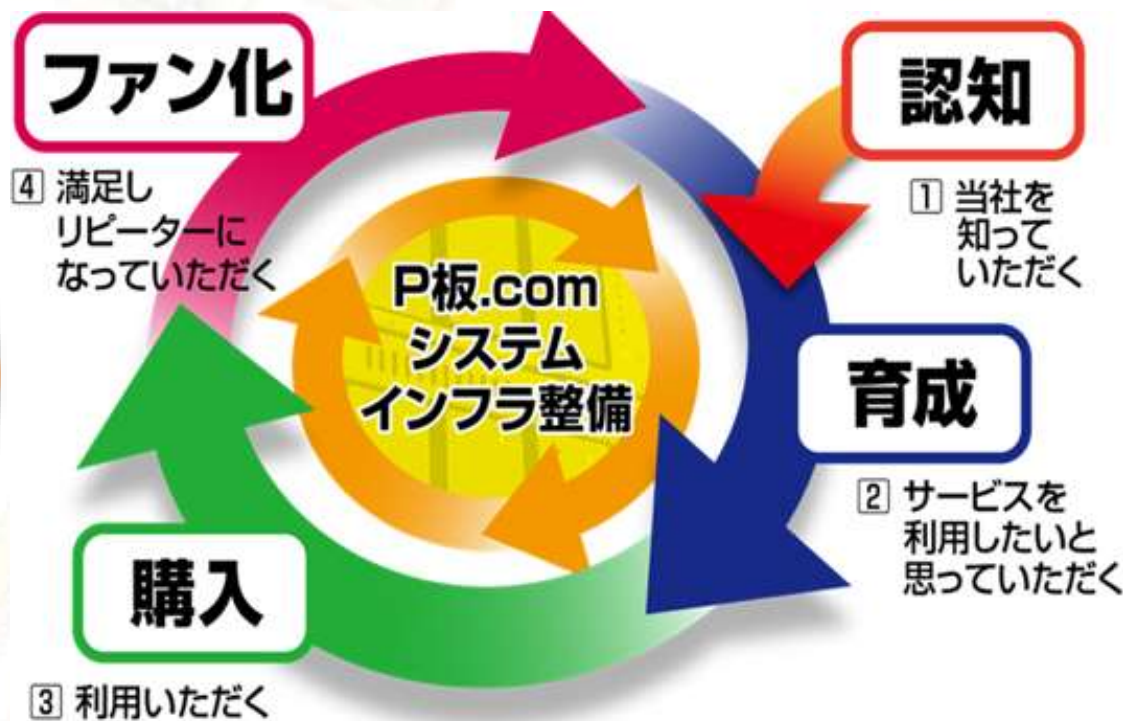 ファン化
4 満足し
リピーターに
なっていただく
認知
1 当社を
知って
いただく
P板.com
システム
インフラ整備
育成
2 サービスを
利用したいと
思っていただく
購入
3 利用いただく